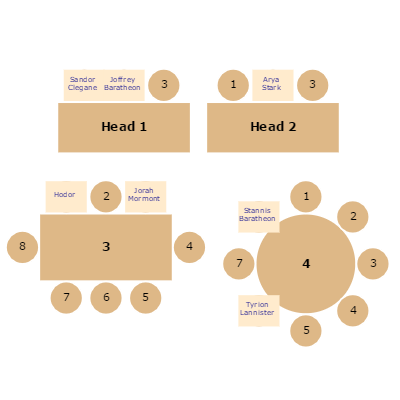 Sandor Clegane
Joffrey Baratheon
3
1
Arya Stark
3
Head 1
Head 2
Hodor
2
Jorah Mormont
8
3
4
7
6
5
1
Stannis Baratheon
2
7
4
3
Tyrion Lannister
4
5